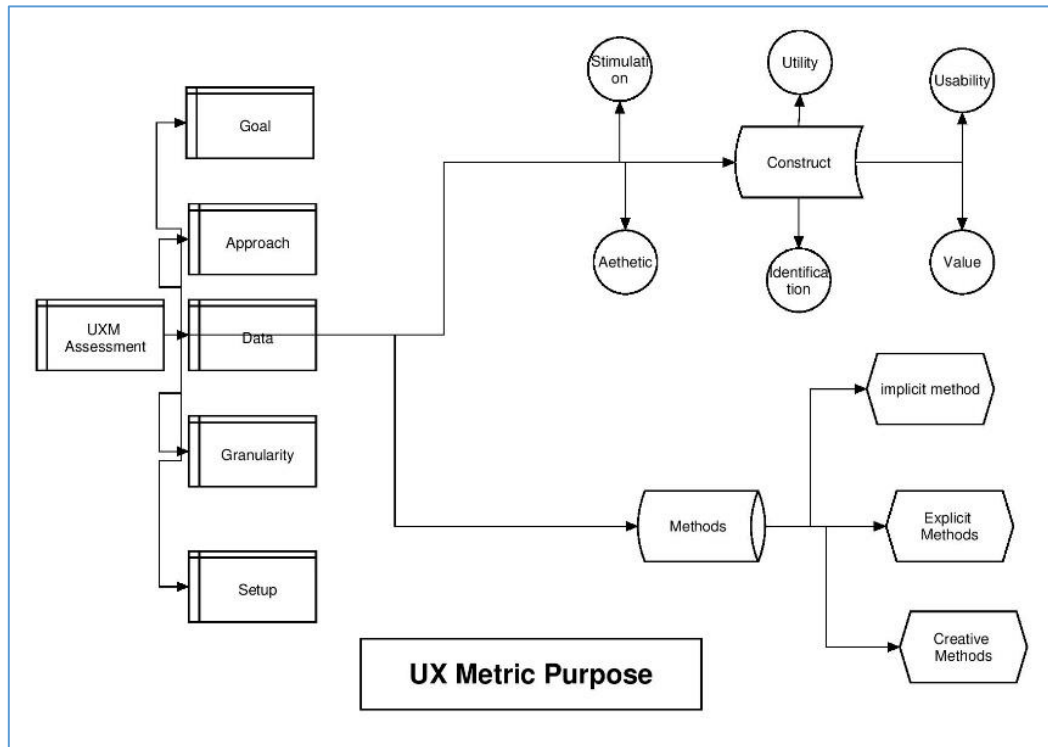 Stimulati
on
Utility
Usability
Goal
Construct
Approach
Aethetic
Identifica
tion
Value
UXM
Assessment
Data
implicit method
Granularity
Methods
Explicit
Methods
Setup
Creative
Methods
UX Metric Purpose